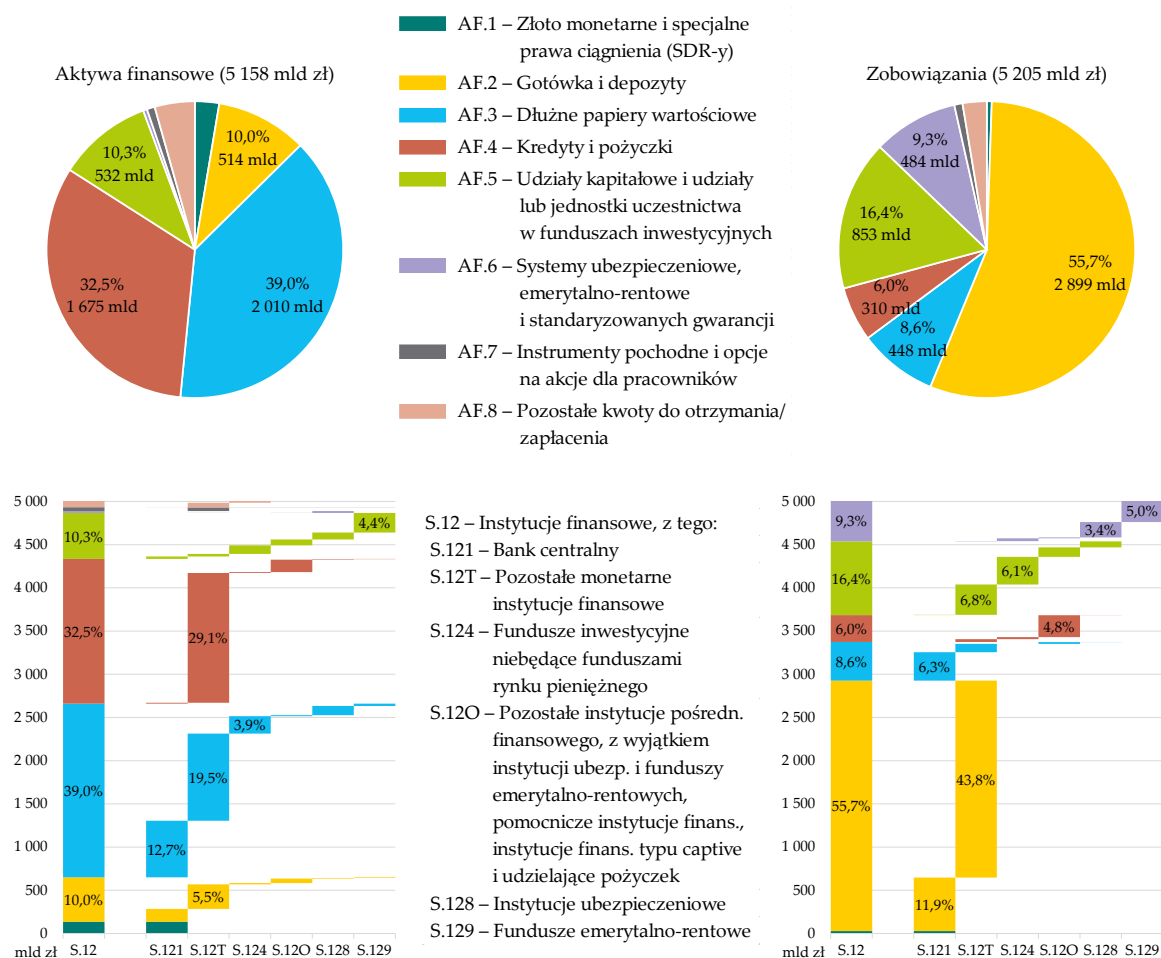 Aktywa finansowe (5 158 mld zł)
10,0%
514 mld
39,0%
2 010 mld
32,5%
1 675 mld
10,3%
532 mld
AF.1 – Złoto monetarne i specjalne
prawa ciągnienia (SDR-y)
AF.2 – Gotówka i depozyty
AF.3 – Dłużne papiery wartościowe
AF.4 – Kredyty i pożyczki
AF.5 – Udziały kapitałowe i udziały
lub jednostki uczestnictwa
w funduszach inwestycyjnych
AF.6 – Systemy ubezpieczeniowe,
emerytalno-rentowe
i standaryzowanych gwarancji
AF.7 – Instrumenty pochodne i opcje
na akcje dla pracowników
AF.8 – Pozostałe kwoty do otrzymania/
zapłacenia
Zobowiązania (5 205 mld zł)
55,7%
2 899 mld
8,6%
448 mld
6,0%
310 mld
16,4%
853 mld
9,3%
484 mld
5 000
4 500
4 000
3 500
3 000
2 500
2 000
1 500
1 000
500
0
mld zł
S.12 S.121 S.12T S.124 S.12O S.128 S.129
10,3%
32,5%
39,0%
10,0%
12,7%
29,1%
19,5%
5,5%
3,9%
4,4%
S.12 – Instytucje finansowe, z tego:
S.121 – Bank centralny
S.12T – Pozostałe monetarne
instytucje finansowe
S.124 – Fundusze inwestycyjne
niebędące funduszami
rynku pieniężnego
S.12O – Pozostałe instytucje pośredn.
finansowego, z wyjątkiem
instytucji ubezp. i funduszy
emerytalno-rentowych,
pomocnicze instytucje finans.,
instytucje finans. typu captive
i udzielające pożyczek
S.128 – Instytucje ubezpieczeniowe
S.129 – Fundusze emerytalno-rentowe
5 000
4 500
4 000
3 500
3 000
2 500
2 000
1 500
1 000
500
0
mld zł
S.12 S.121 S.12T S.124 S.12O S.128 S.129
9,3%
16,4%
6,0%
8,6%
55,7%
6,3%
11,9%
6,8%
43,8%
6,1%
4,8%
3,4%
5,0%